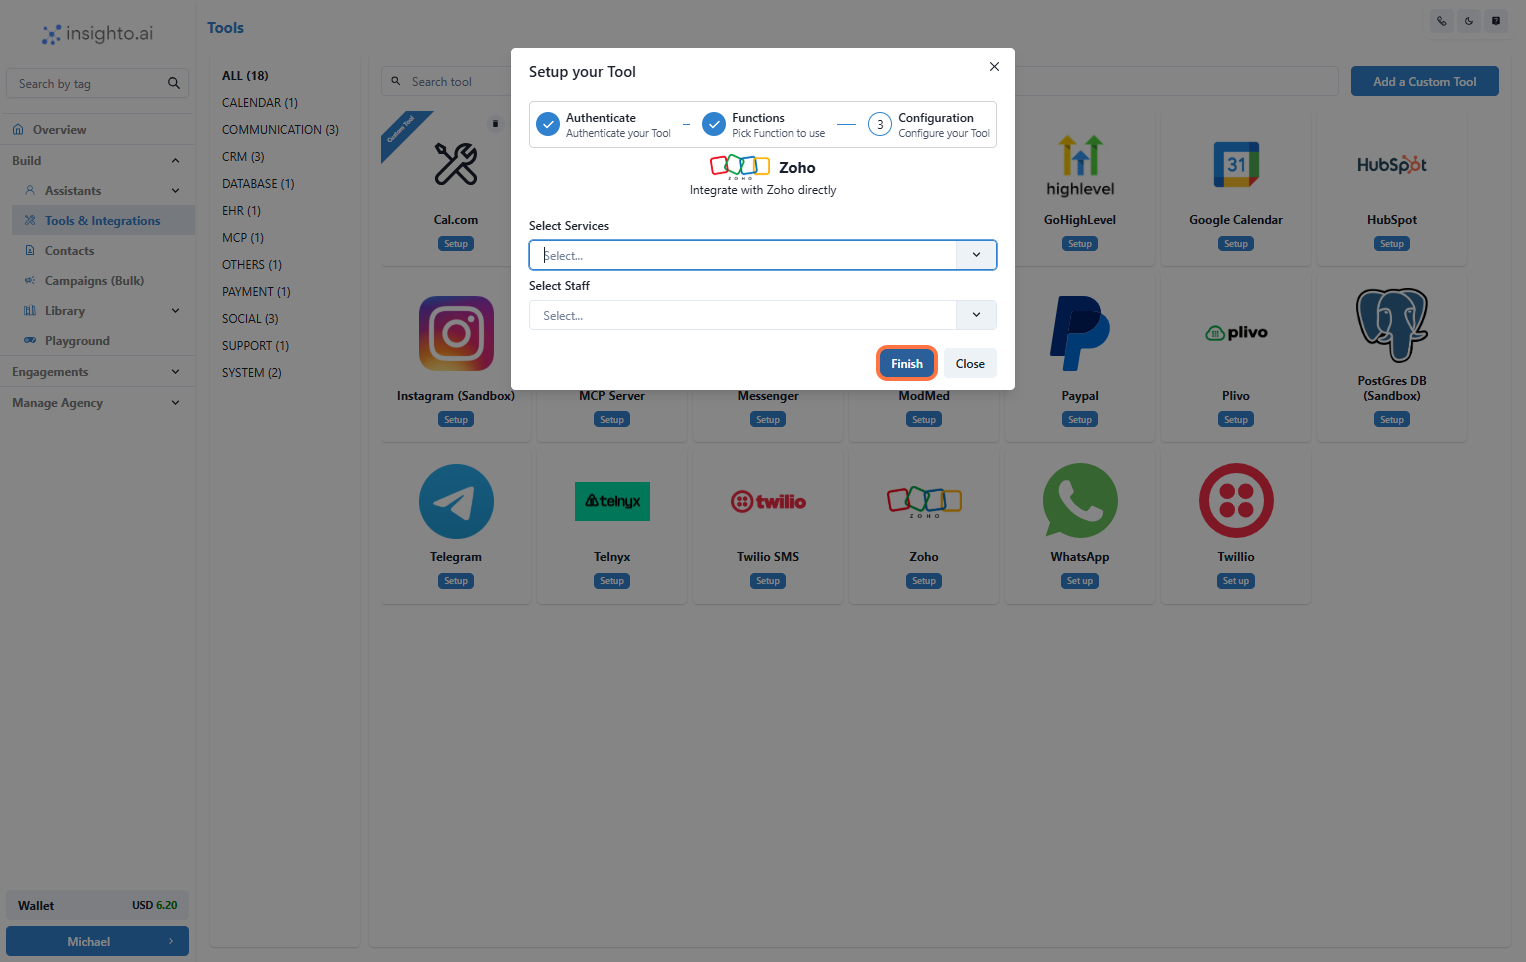 insighto.ai
Search by tag
Overview
Build
Assistants
Tools & Integrations
Contacts
Campaigns (Bulk)
Library
Playground
Engagements
Manage Agency
Wallet
USD 6.20
Michael
Tools
ALL (18)
CALENDAR (1)
COMMUNICATION (3)
CRM (3)
DATABASE (1)
EHR (1)
MCP (1)
OTHERS (1)
PAYMENT (1)
SOCIAL (3)
SUPPORT (1)
SYSTEM (2)
Search tool
Add a Custom Tool
Setup your Tool
Authenticate
Authenticate your Tool
Functions
Pick Function to use
3
Configuration
Configure your Tool
ZOHO
Zoho
Integrate with Zoho directly
Select Services
Select...
Select Staff
Select...
Finish
Close
Custom Tool
Cal.com
Setup
highlevel
GoHighLevel
Setup
31
Google Calendar
Setup
HubSpot
HubSpot
Setup
Instagram (Sandbox)
Setup
MCP Server
Setup
Messenger
Setup
ModMed
Setup
Paypal
Setup
plivo
Plivo
Setup
PostGres DB
(Sandbox)
Setup
Telegram
Setup
telnyx
Telnyx
Setup
twilio
Twilio SMS
Setup
ZOHO
Zoho
Setup
WhatsApp
Set up
Twillio
Set up